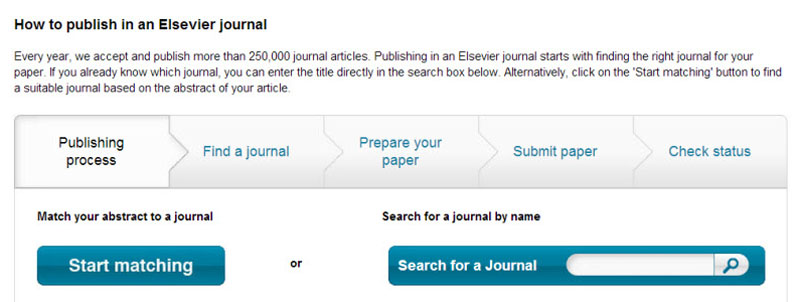 How to publish in an Elsevier journal
Every year, we accept and publish more than 250,000 journal articles. Publishing in an Elsevier journal starts with finding the right journal for your
paper. If you already know which journal, you can enter the title directly in the search box below. Alternatively, click on the 'Start matching' button to find
a suitable journal based on the abstract of your article.
Publishing
process
Find a journal
Prepare your
paper
Submit paper
Check status
Match your abstract to a journal
Search for a journal by name
Start matching
or
Search for a Journal